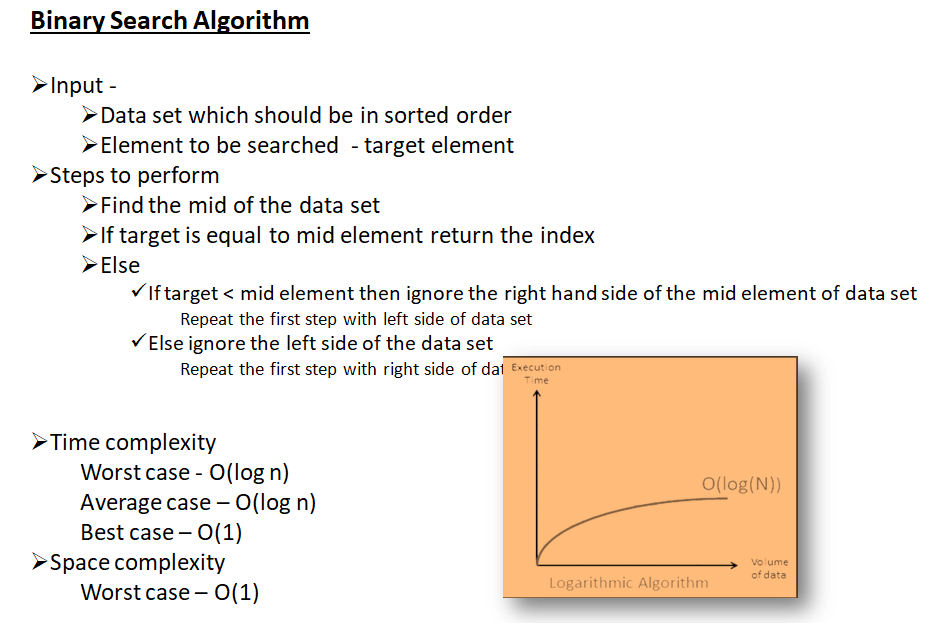 Binary Search Algorithm
➢Input -
➢Data set which should be in sorted order
➢Element to be searched - target element
➢Steps to perform
➢Find the mid of the data set
➢If target is equal to mid element return the index
➢Else
✓If target < mid element then ignore the right hand side of the mid element of data set
Repeat the first step with left side of data set
✓Else ignore the left side of the data set
Repeat the first step with right side of
➢Time complexity
Worst case - O(log n)
Average case – O(log n)
Best case – O(1)
➢Space complexity
Worst case – O(1)
Execution
Time
O(log(N))
Volume
of data
Logarithmic Algorithm